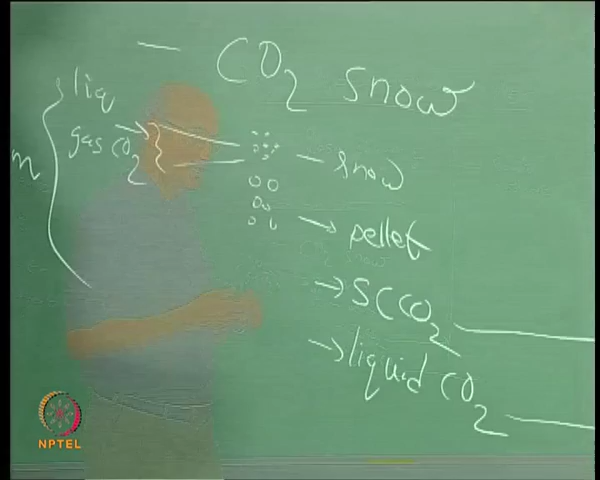 - CO2 snow
liq
gas CO2
snow
m
pellet
→ SCCO2
→ liquid CO2
NPTEL